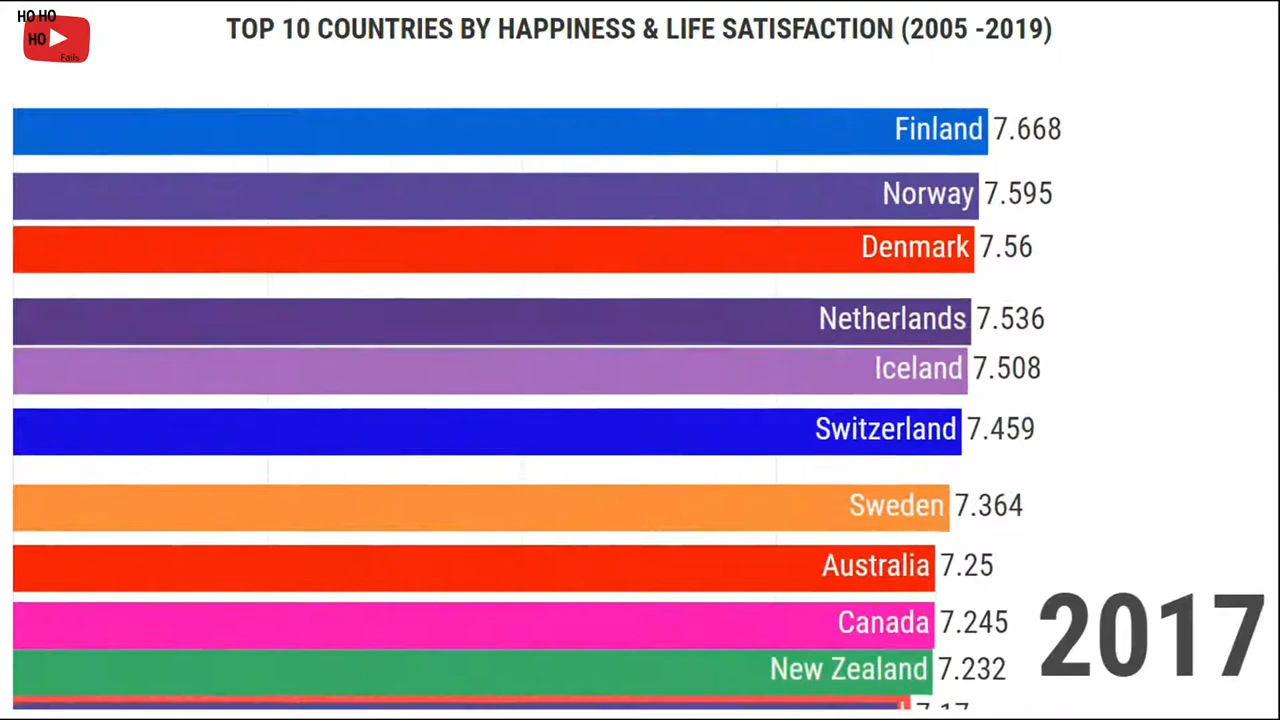 HO HO
HO
Fails
TOP 10 COUNTRIES BY HAPPINESS & LIFE SATISFACTION (2005 -2019)
Finland 7.668
Norway 7.595
Denmark 7.56
Netherlands 7.536
Iceland 7.508
Switzerland 7.459
Sweden 7.364
Australia 7.25
Canada 7.245
New Zealand 7.232
2017